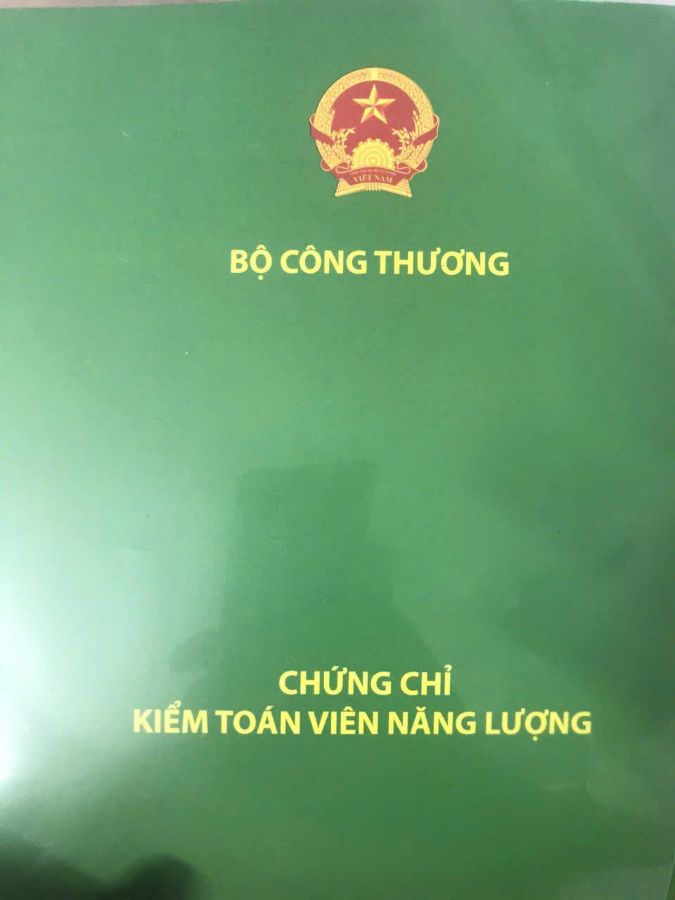 VIỆT NAM
BỘ CÔNG THƯƠNG
CHỨNG CHỈ
KIỂM TOÁN VIÊN NĂNG LƯỢNG